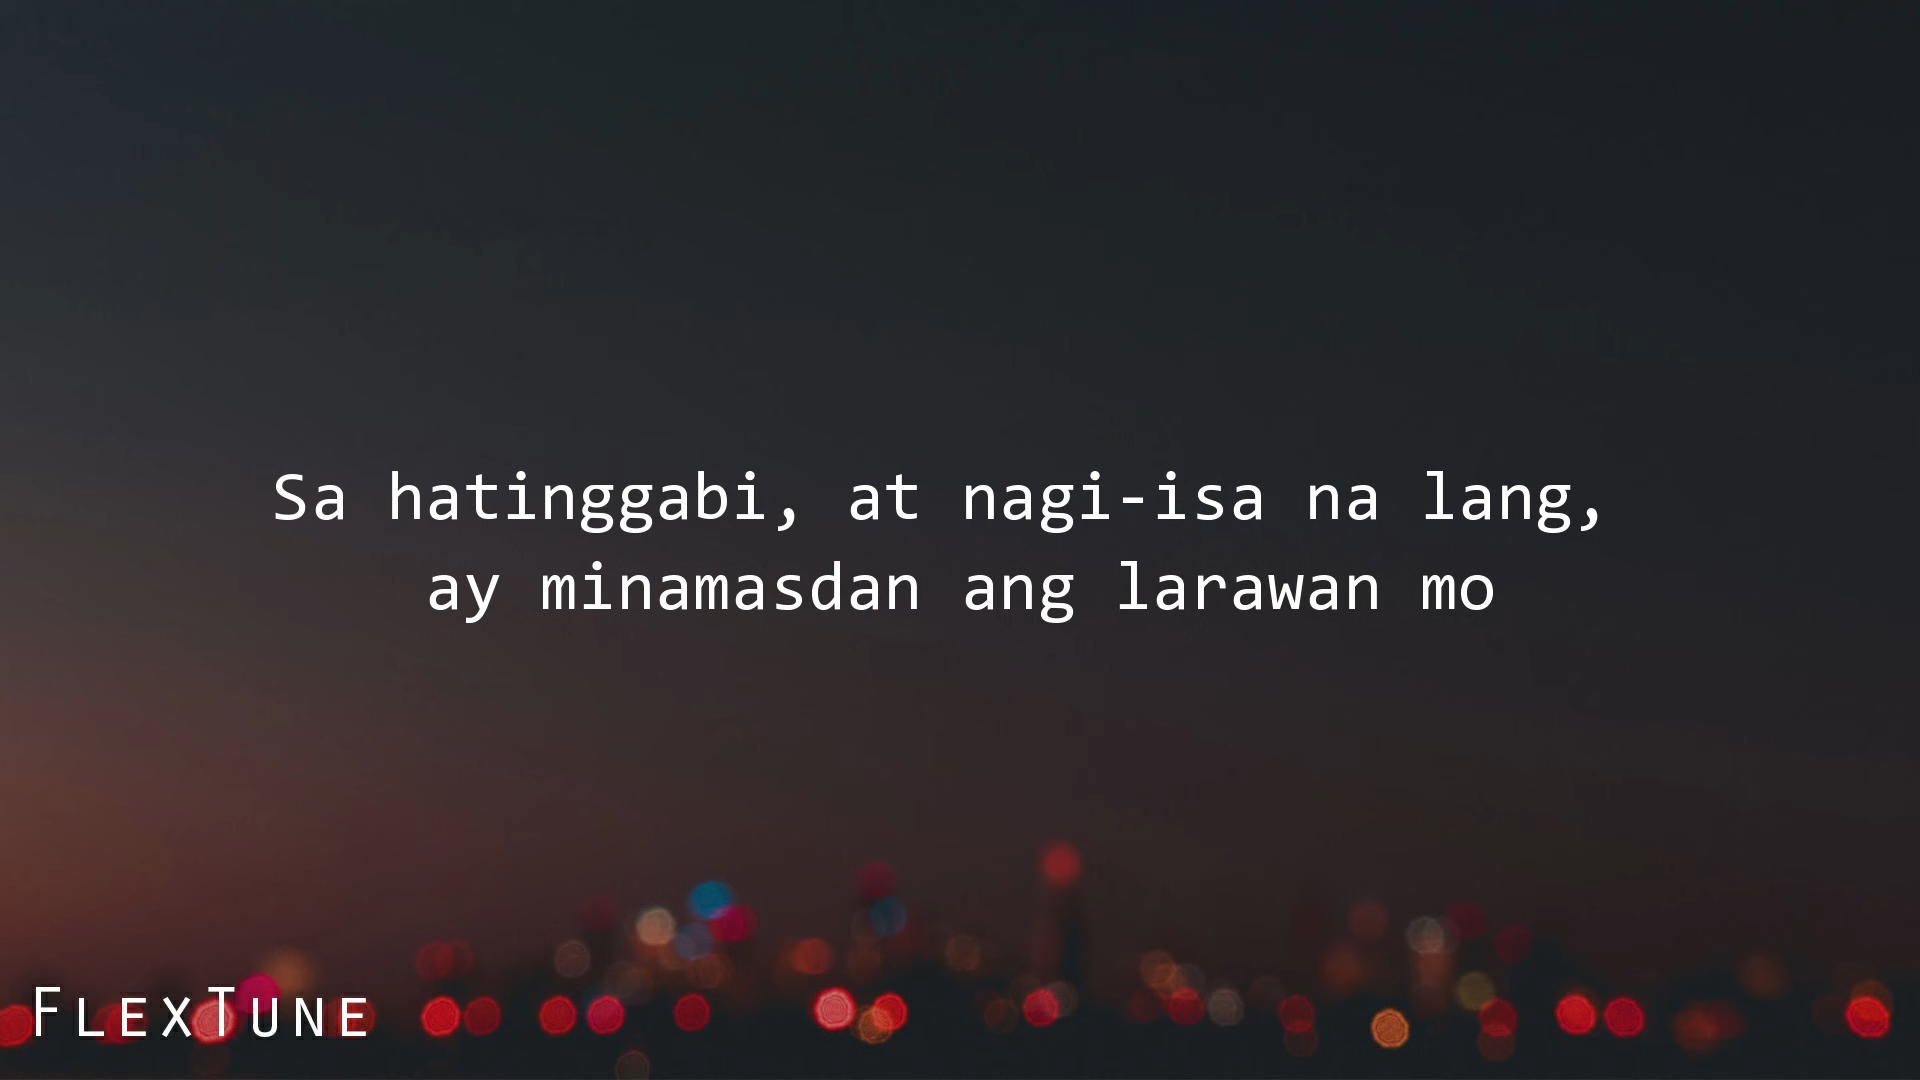 Sa hatinggabi, at nagi-isa na lang,
ay minamasdan ang larawan mo
FLEXTUNE